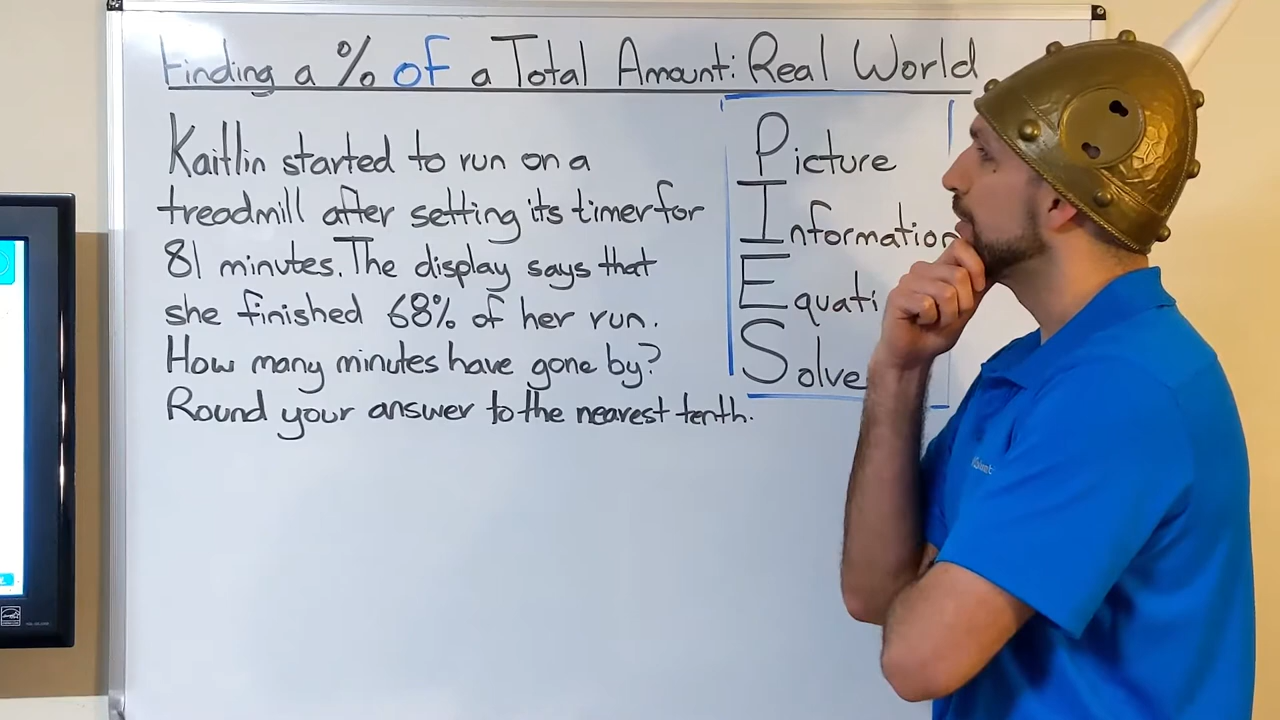 Finding a % of a Total Amount: Real World
Kaitlin started to run on a
treadmill after setting its timer for
81 minutes. The display says that
she finished 68% of her run.
How many minutes have gone by?
Round your answer to the nearest tenth.
Picture
Information
Equati
Solve